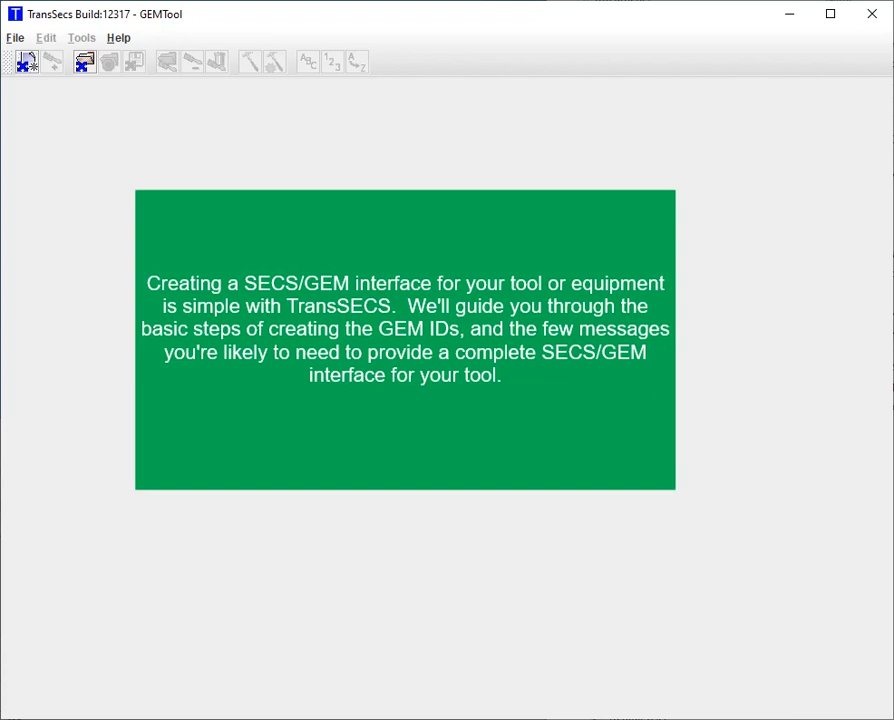 TransSecs Build:12317 - GEMTool
File Edit Tools Help
Creating a SECS/GEM interface for your tool or equipment
is simple with TransSECS.  We'll guide you through the
basic steps of creating the GEM IDs, and the few messages
you're likely to need to provide a complete SECS/GEM
interface for your tool.